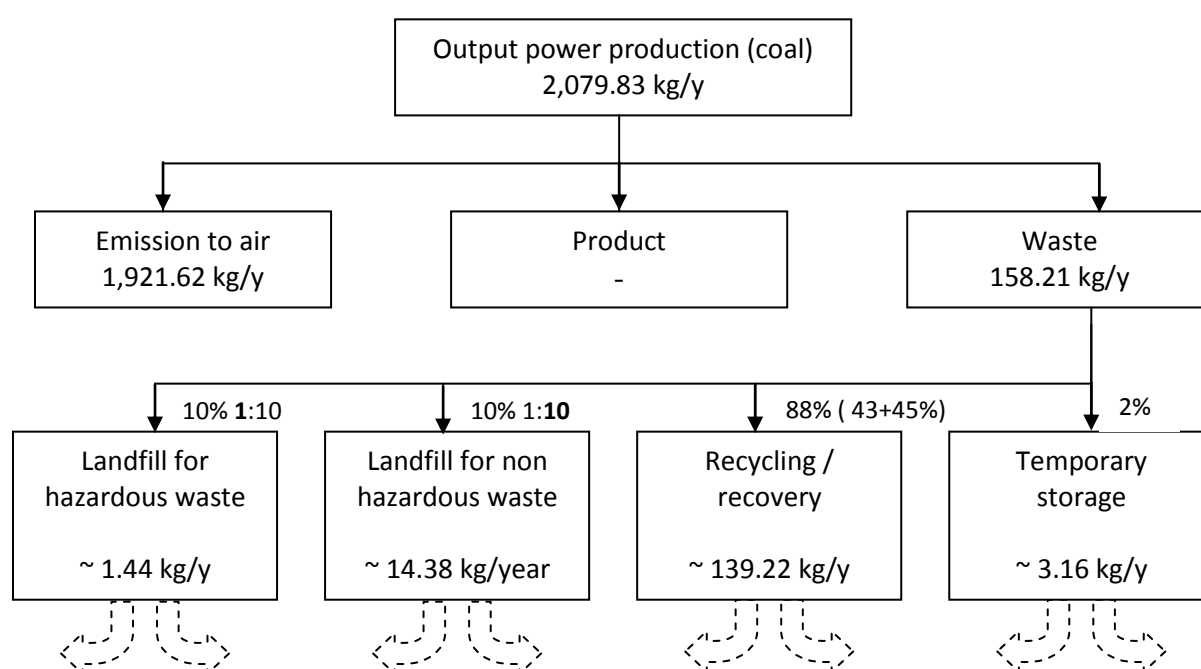 Output power production (coal)
2,079.83 kg/y
Emission to air
1,921.62 kg/y
Product
-
Waste
158.21 kg/y
10% 1:10
10% 1:10
88% ( 43+45%)
2%
Landfill for
hazardous waste
~ 1.44 kg/y
Landfill for non
hazardous waste
~ 14.38 kg/year
Recycling /
recovery
~ 139.22 kg/y
Temporary
storage
~ 3.16 kg/y